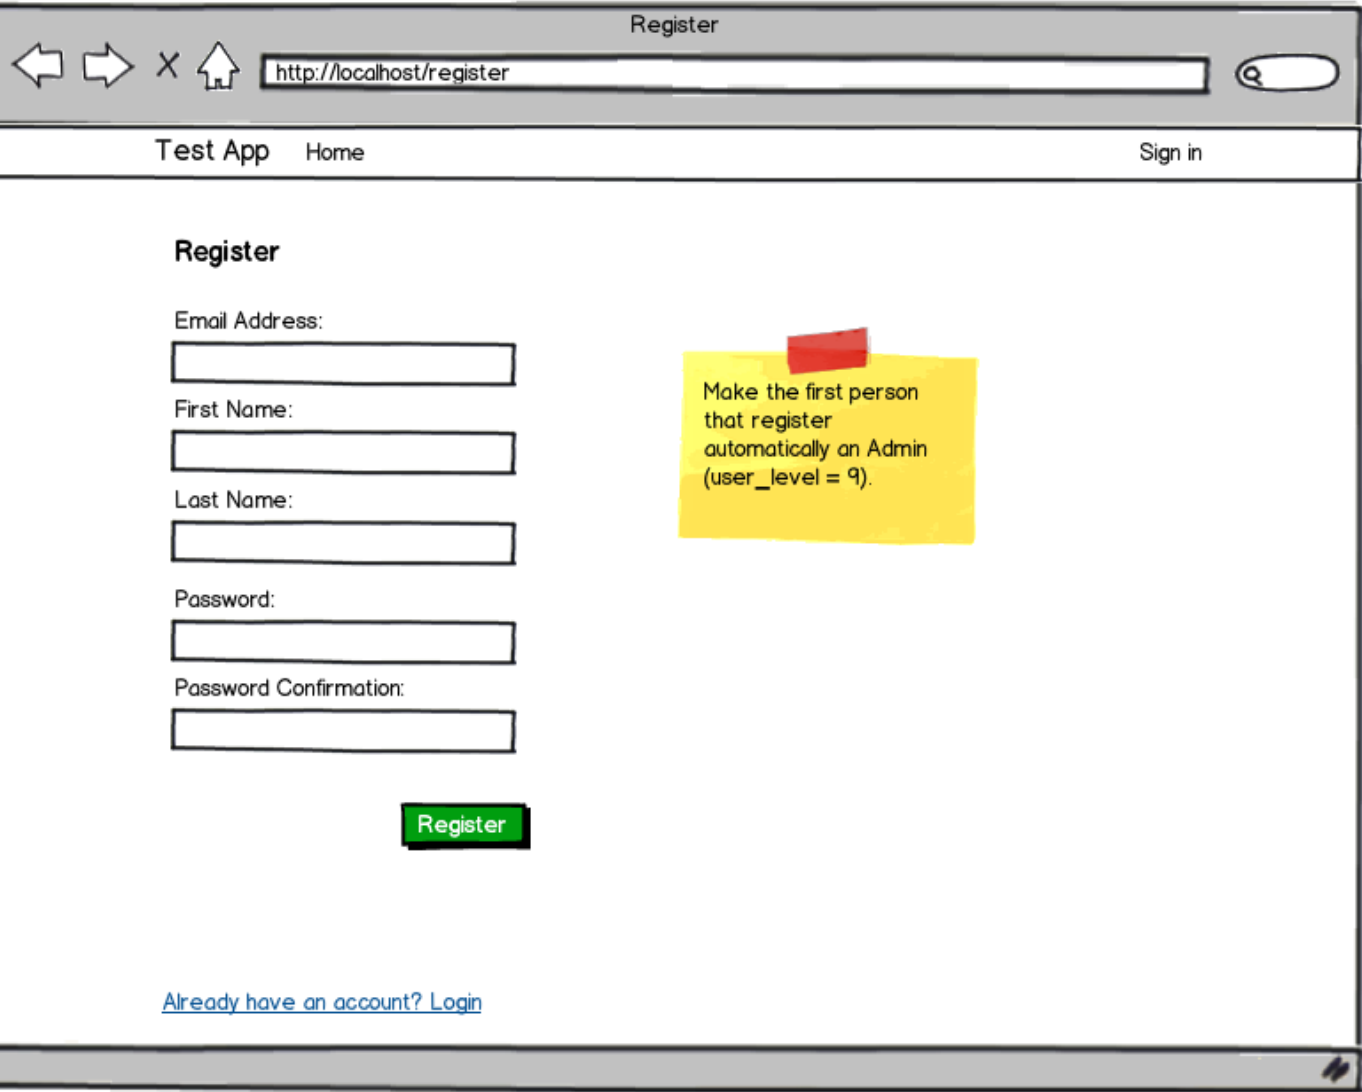 Register
http://localhost/register
Test App Home Sign in
Register
Email Address:
First Name:
Last Name:
Password:
Password Confirmation:
Register
Make the first person
that register
automatically an Admin
(user_level = 9).
Already have an account? Login